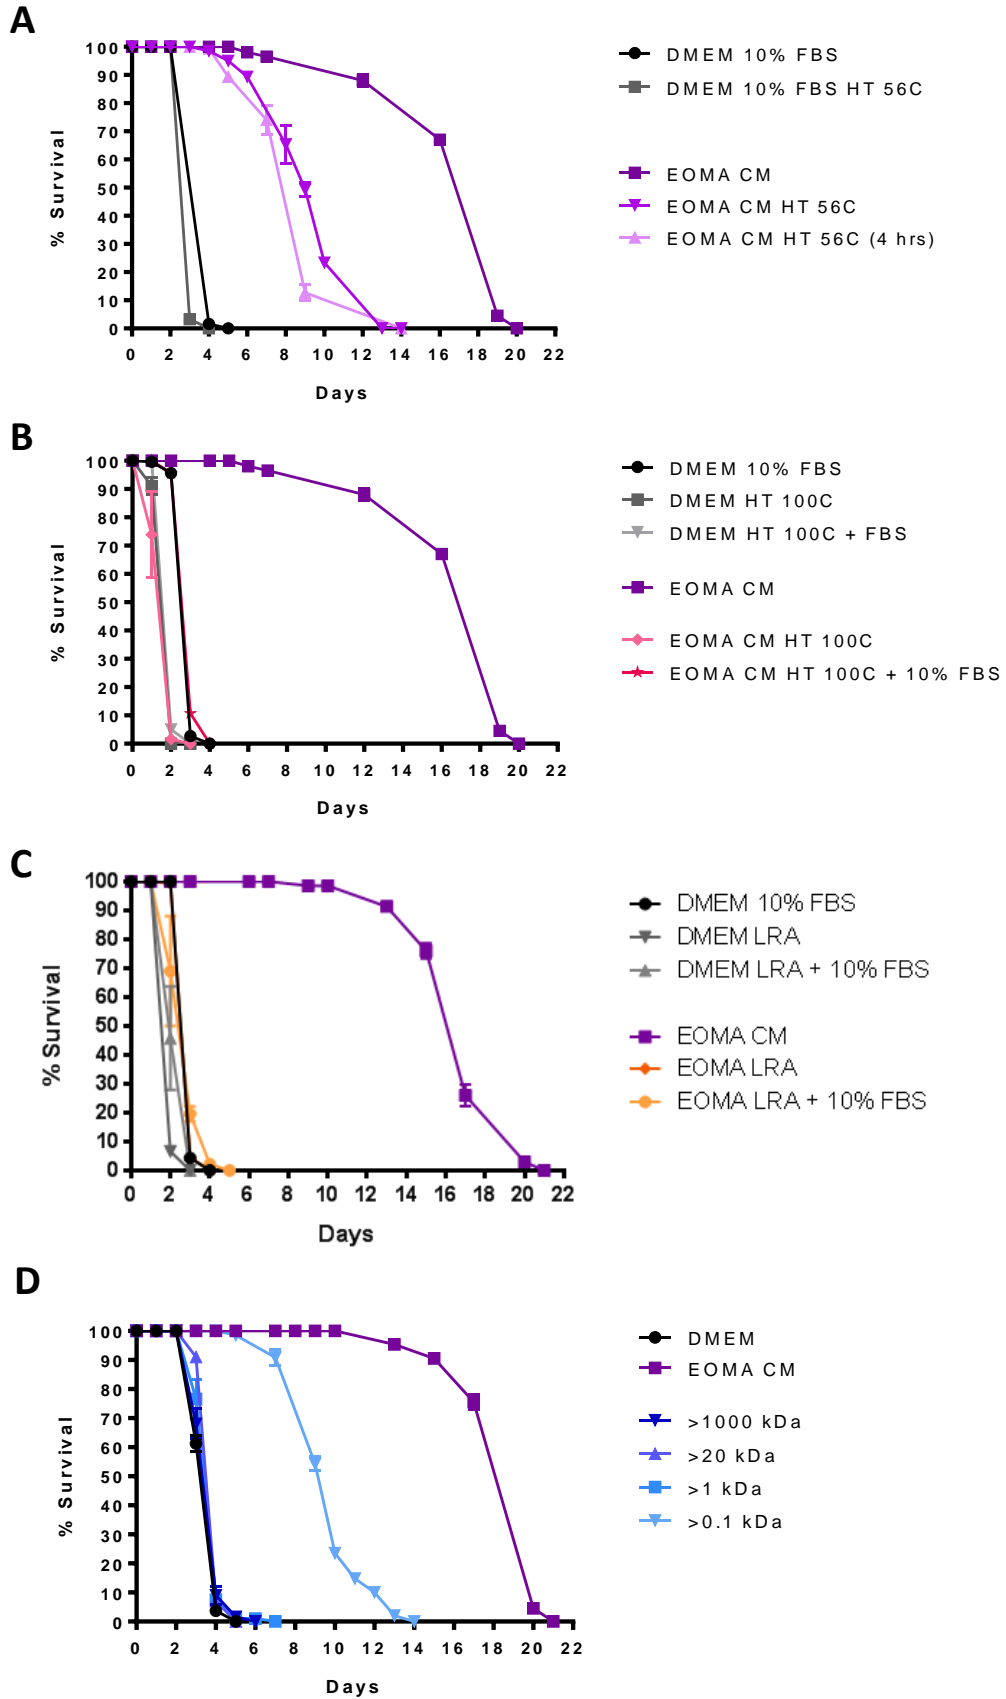 A
100
90
80
70
60
50
40
30
20
10
0
% Survival
0 2 4 6 8 10 12 14 16 18 20 22
Days
DMEM 10% FBS
DMEM 10% FBS HT 56C
EOMA CM
EOMA CM HT 56C
EOMA CM HT 56C (4 hrs)
B
100
90
80
70
60
50
40
30
20
10
0
% Survival
0 2 4 6 8 10 12 14 16 18 20 22
Days
DMEM 10% FBS
DMEM HT 100C
DMEM HT 100C + FBS
EOMA CM
EOMA CM HT 100C
EOMA CM HT 100C + 10% FBS
C
100
90
80
70
60
50
40
30
20
10
0
% Survival
0 2 4 6 8 10 12 14 16 18 20 22
Days
DMEM 10% FBS
DMEM LRA
DMEM LRA + 10% FBS
EOMA CM
EOMA LRA
EOMA LRA + 10% FBS
D
100
90
80
70
60
50
40
30
20
10
0
% Survival
0 2 4 6 8 10 12 14 16 18 20 22
Days
DMEM
EOMA CM
>1000 kDa
>20 kDa
>1 kDa
>0.1 kDa